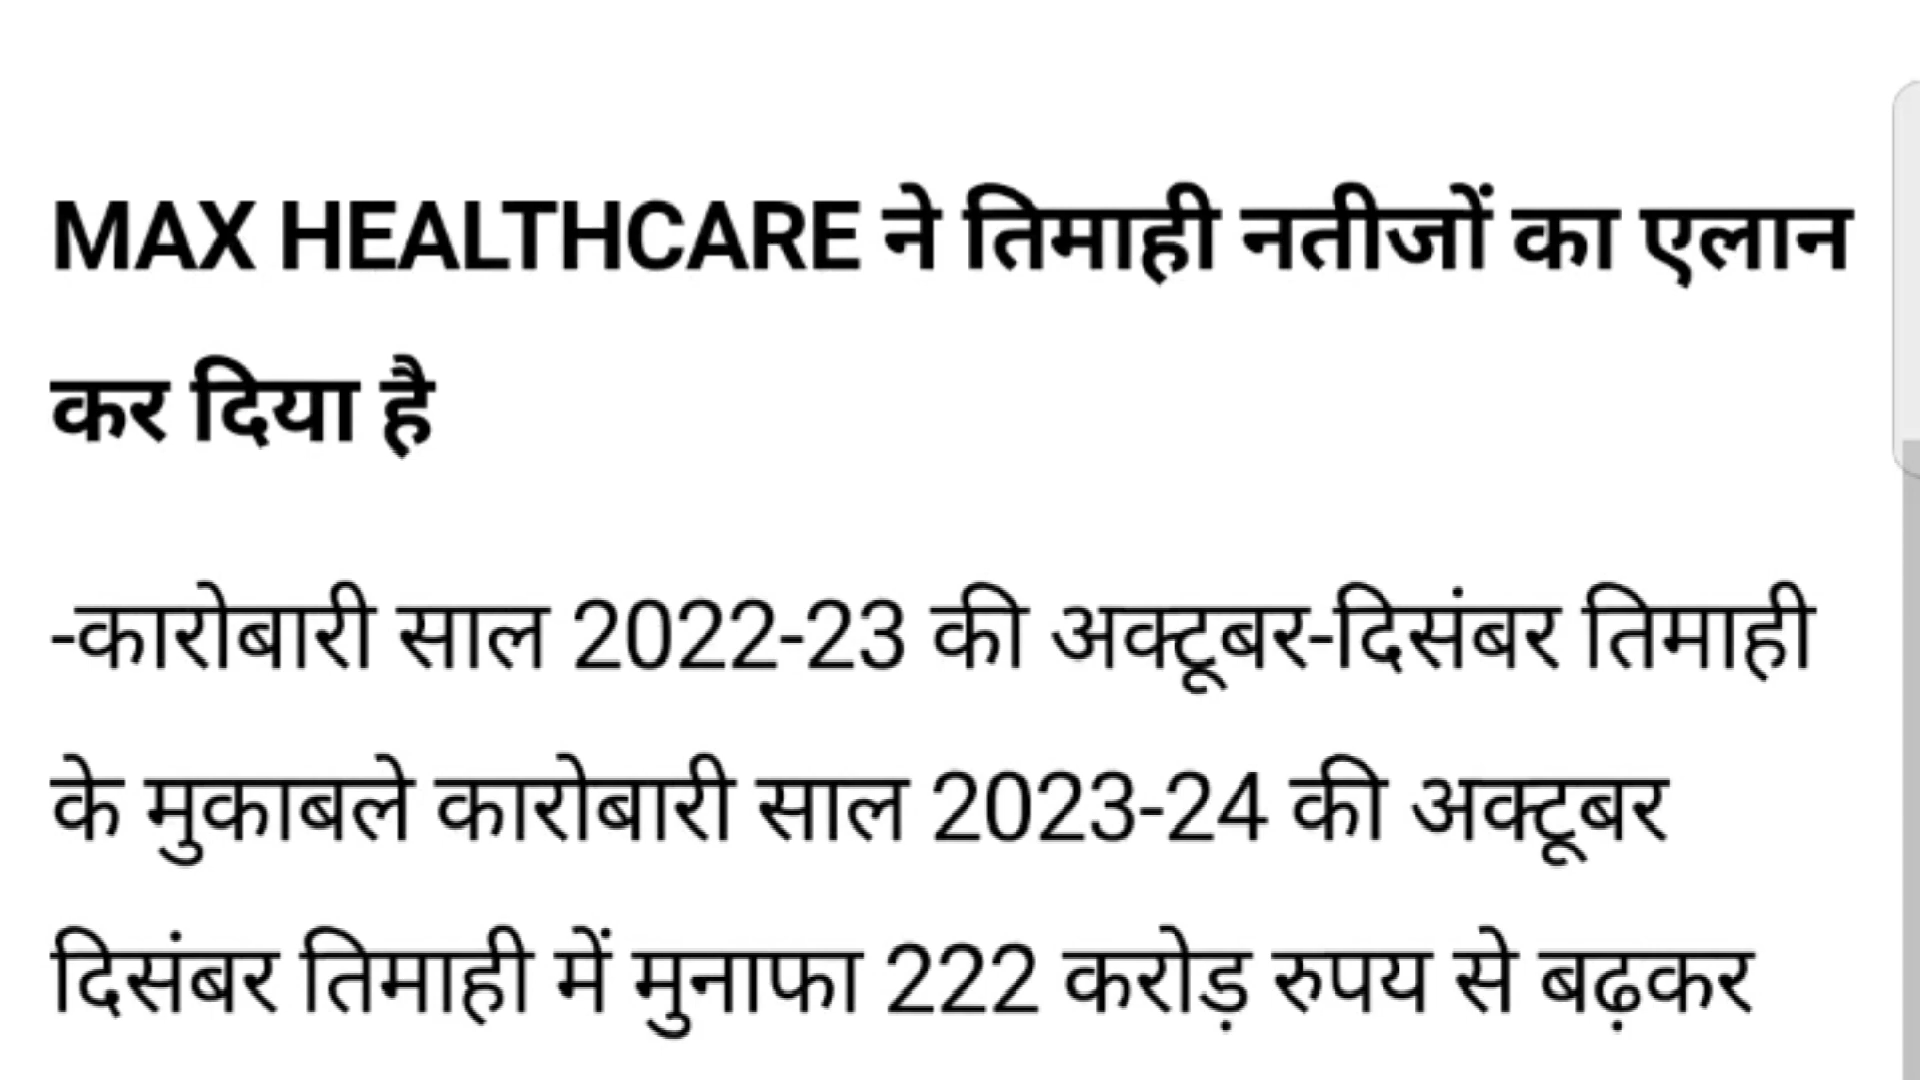 MAX HEALTHCARE ने तिमाही नतीजों का एलान
कर दिया है
-कारोबारी साल 2022-23 की अक्टूबर-दिसंबर तिमाही
के मुकाबले कारोबारी साल 2023-24 की अक्टूबर
दिसंबर तिमाही में मुनाफा 222 करोड़ रुपय से बढ़कर